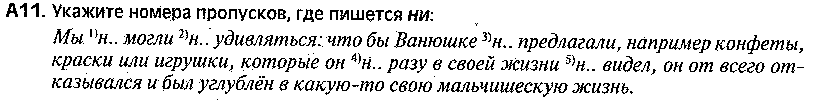 А11. Укажите номера пропусков, где пишется ни:
Мы ¹⁾н.. могли ²⁾н.. удивляться: что бы Ванюшке ³⁾н.. предлагали, например конфеты,
краски или игрушки, которые он ⁴⁾н.. разу в своей жизни ⁵⁾н.. видел, он от всего от-
казывался и был углублён в какую-то свою мальчишескую жизнь.